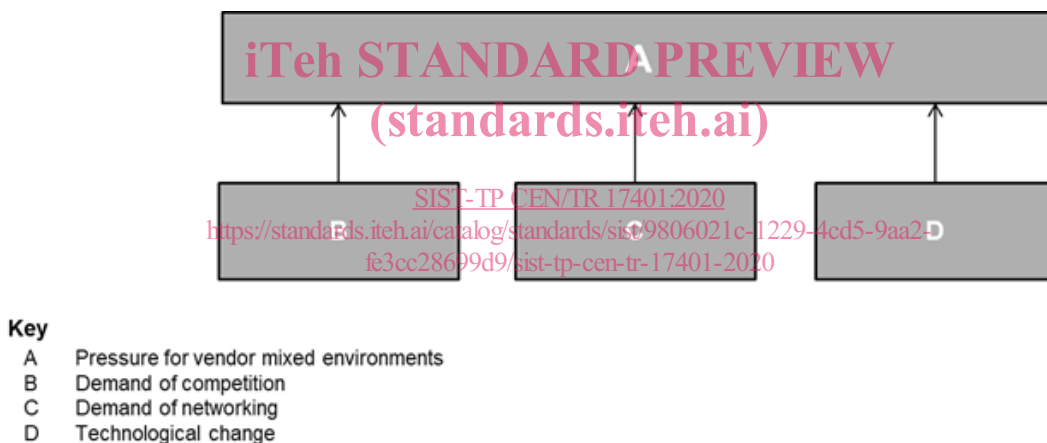 A
iTeh STANDARD PREVIEW
(standards.iteh.ai)
B
C
D
SIST-TP CEN/TR 17401:2020
https://standards.iteh.ai/catalog/standards/sist/9806021c-1229-4cd5-9aa2-
fe3cc28699d9/sist-tp-cen-tr-17401-2020
Key
A Pressure for vendor mixed environments
B Demand of competition
C Demand of networking
D Technological change